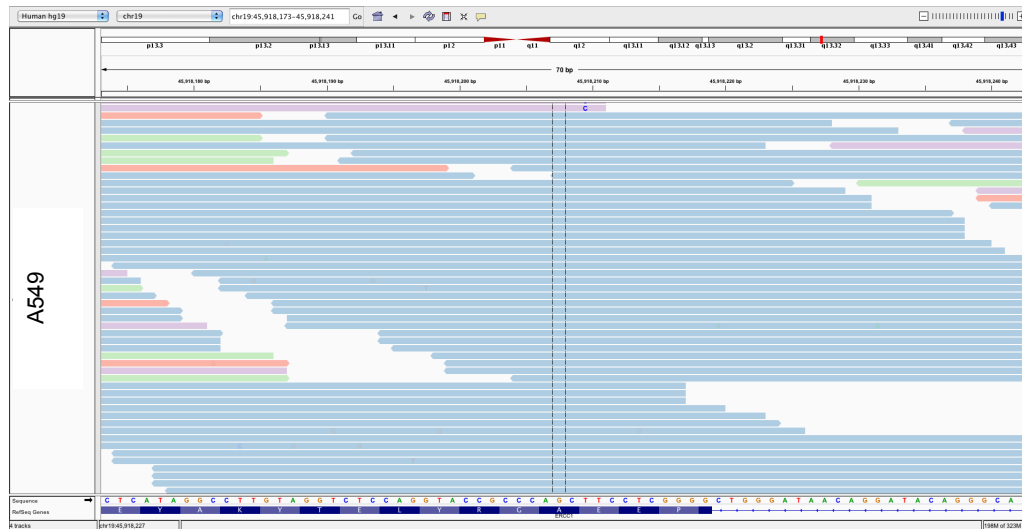 Human hg19 chr19 chr19:45,918,173-45,918,241 Go
p13.3 p13.2 p13.13 p13.11 p12 p11 q11 q12 q13.11 q13.12 q13.13 q13.2 q13.31 q13.32 q13.33 q13.41 q13.42 q13.43
70 bp
45,918,180 bp 45,918,190 bp 45,918,200 bp 45,918,210 bp 45,918,220 bp 45,918,230 bp 45,918,240 bp
C
A549
Sequence C T C A T A G G C C T T G T A G G T C T C C A G G T A C C G C C C A G C T T C C T C G G G G C T G G G A T A A C A G G A T A C A G G G C A
RefSeq Genes E Y A K Y T E L Y R G A E E P
ERCC1
4 tracks chr19:45,918,227 198M of 323M